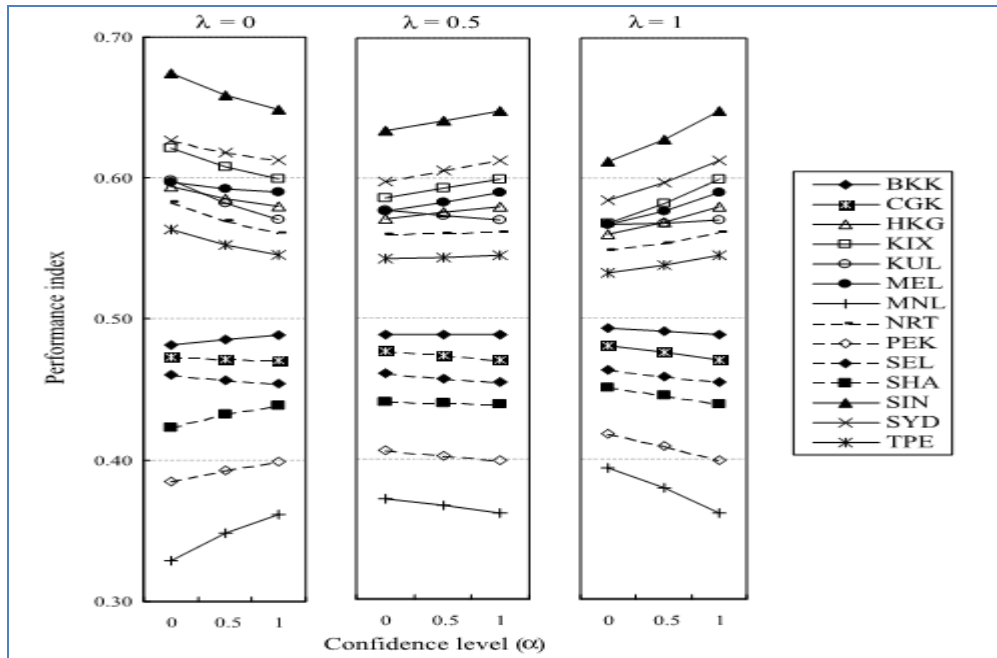 λ = 0 λ = 0.5 λ = 1
0.70
0.60
0.50
0.40
0.30
Performance index
0 0.5 1 0 0.5 1 0 0.5 1
Confidence level (α)
BKK
CGK
HKG
KIX
KUL
MEL
MNL
NRT
PEK
SEL
SHA
SIN
SYD
TPE